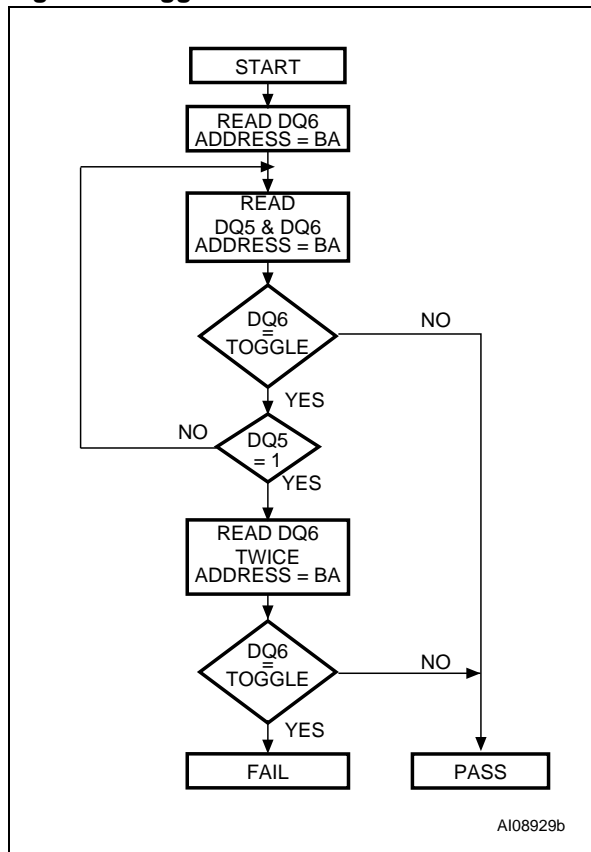 START
READ DQ6
ADDRESS = BA
READ
DQ5 & DQ6
ADDRESS = BA
DQ6
=
TOGGLE
NO
YES
NO
DQ5
= 1
YES
READ DQ6
TWICE
ADDRESS = BA
DQ6
=
TOGGLE
NO
YES
FAIL
PASS
AI08929b